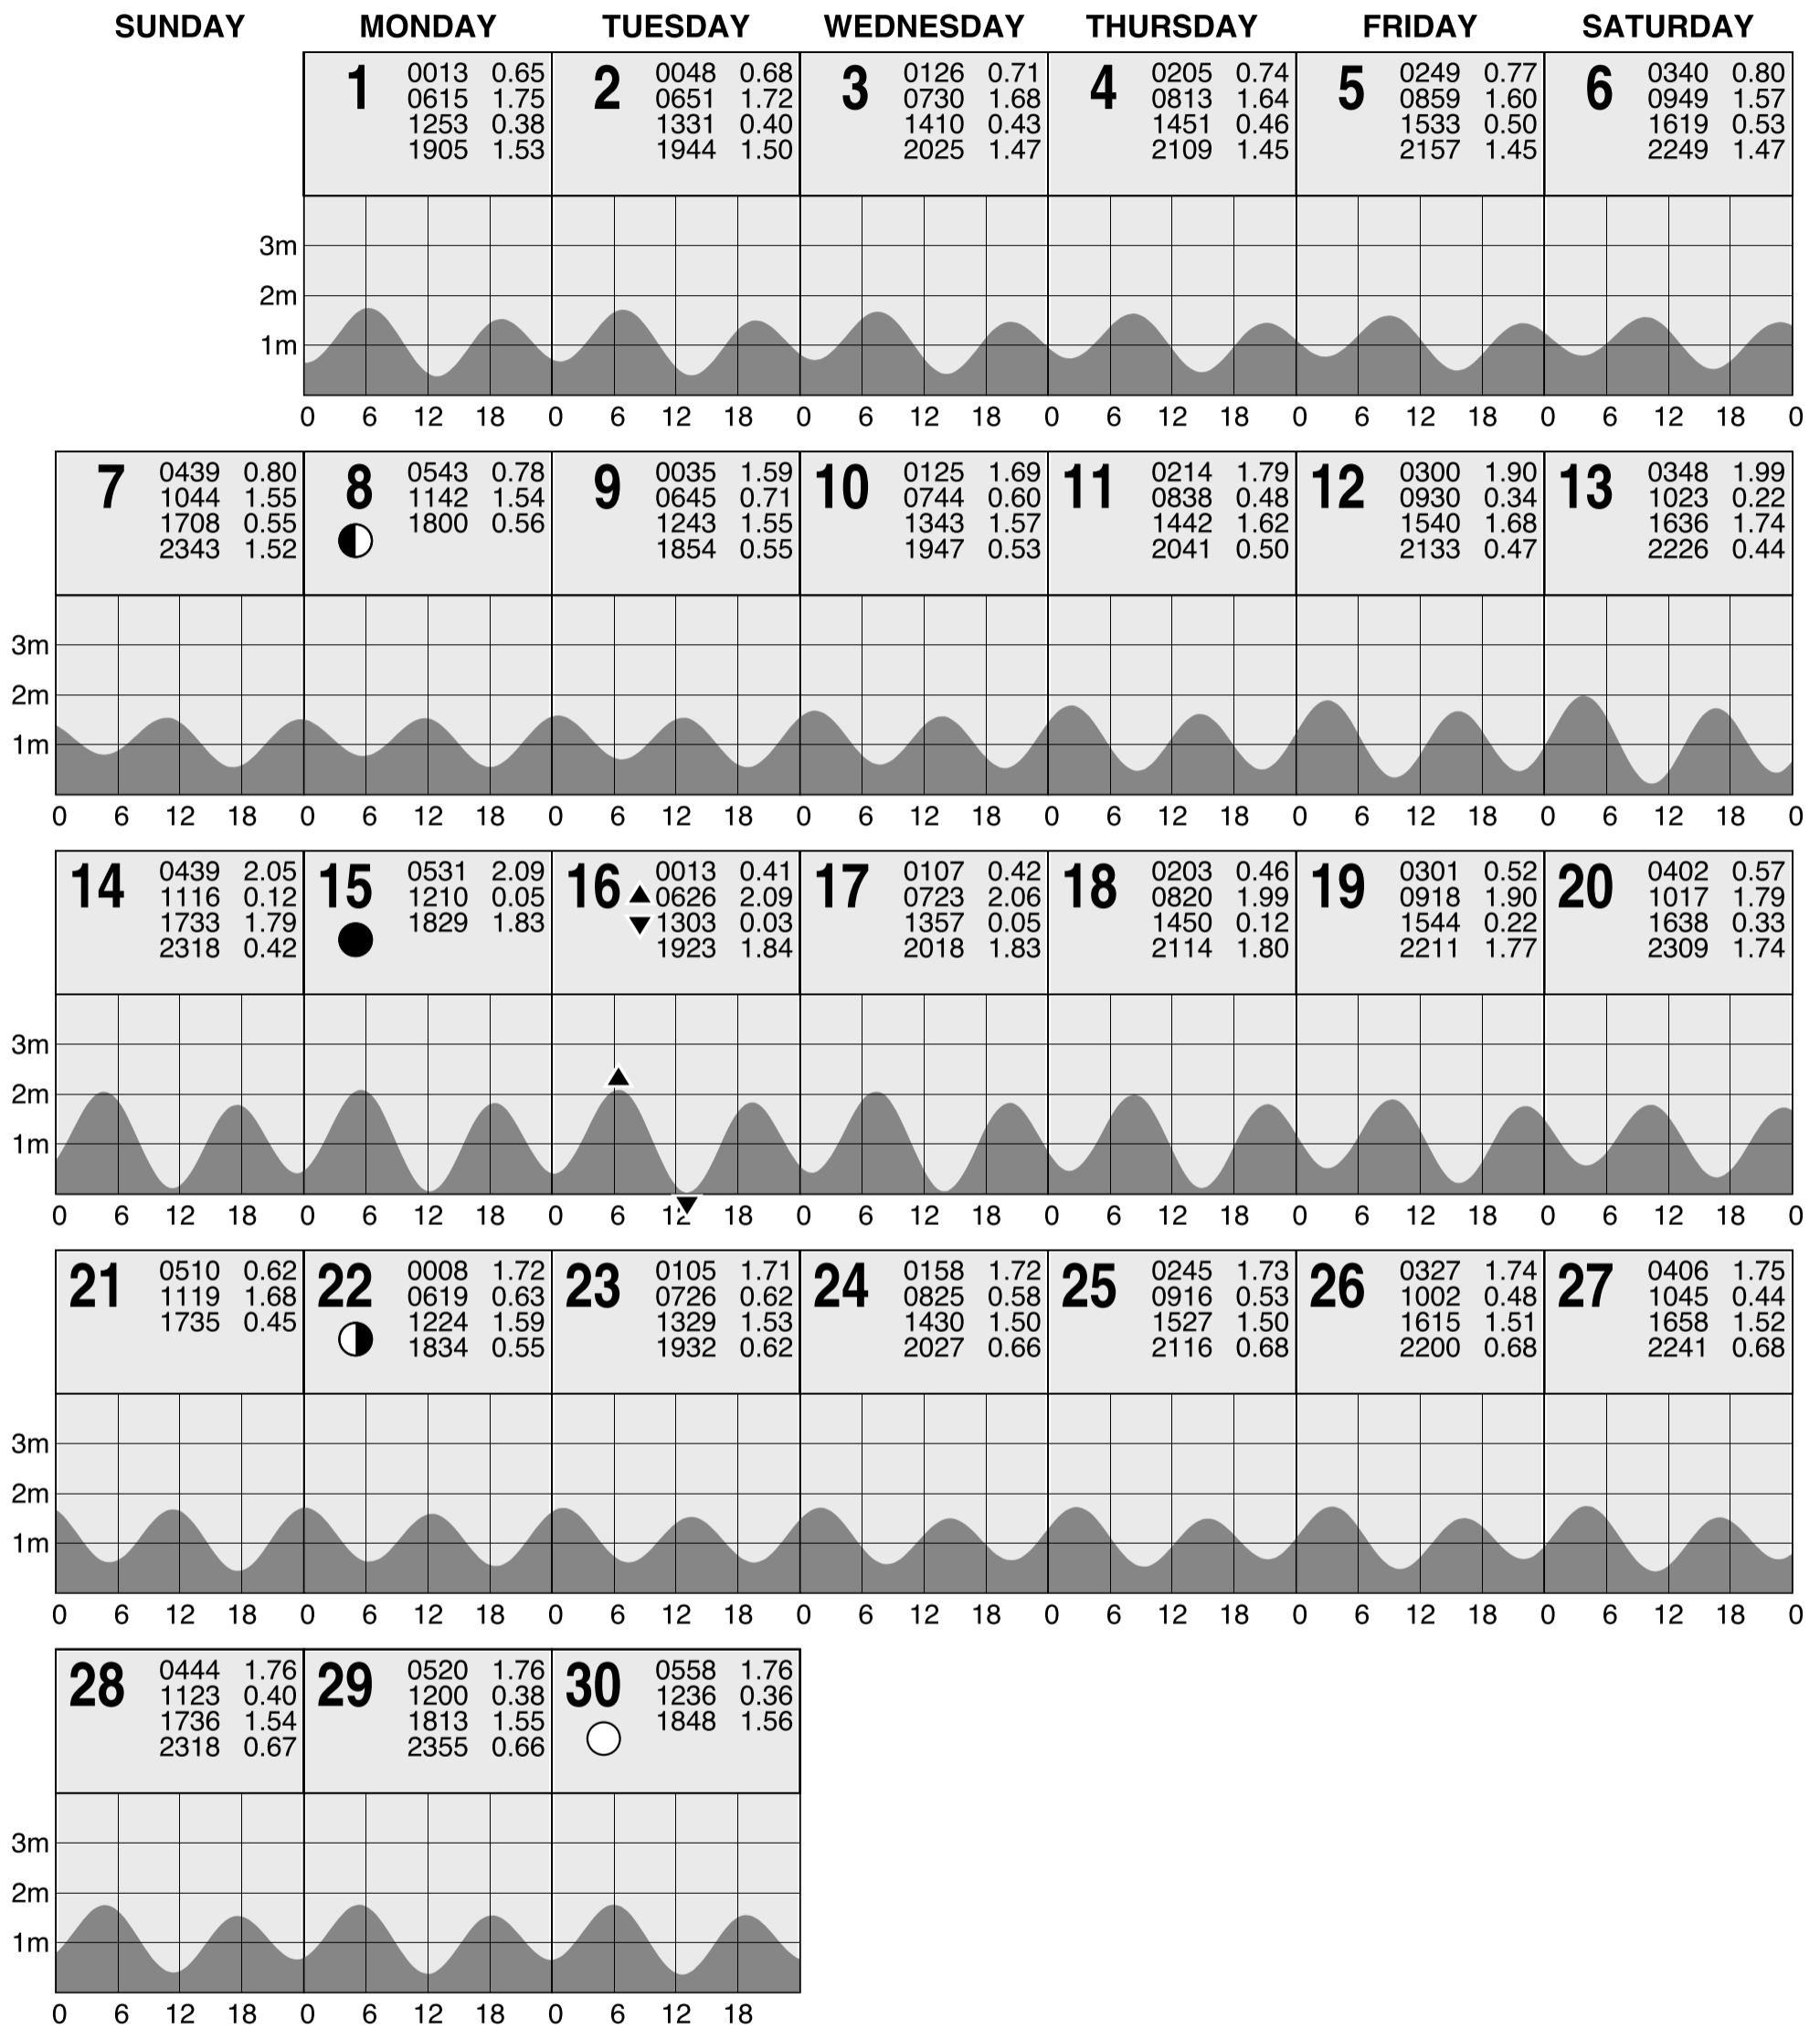 SUNDAY MONDAY TUESDAY WEDNESDAY THURSDAY FRIDAY SATURDAY
1 0013 0.65 2 0048 0.68 3 0126 0.71 4 0205 0.74 5 0249 0.77 6 0340 0.80
0615 1.75 0651 1.72 0730 1.68 0813 1.64 0859 1.60 0949 1.57
1253 0.38 1331 0.40 1410 0.43 1451 0.46 1533 0.50 1619 0.53
1905 1.53 1944 1.50 2025 1.47 2109 1.45 2157 1.45 2249 1.47
3m
2m
1m
0 6 12 18 0 6 12 18 0 6 12 18 0 6 12 18 0 6 12 18 0 6 12 18 0
7 0439 0.80 8 0543 0.78 9 0035 1.59 10 0125 1.69 11 0214 1.79 12 0300 1.90 13 0348 1.99
1044 1.55 1142 1.54 0645 0.71 0744 0.60 0838 0.48 0930 0.34 1023 0.22
1708 0.55 1800 0.56 1243 1.55 1343 1.57 1442 1.62 1540 1.68 1636 1.74
2343 1.52 1854 0.55 1947 0.53 2041 0.50 2133 0.47 2226 0.44
3m
2m
1m
0 6 12 18 0 6 12 18 0 6 12 18 0 6 12 18 0 6 12 18 0 6 12 18 0 6 12 18 0
14 0439 2.05 15 0531 2.09 16 0013 0.41 17 0107 0.42 18 0203 0.46 19 0301 0.52 20 0402 0.57
1116 0.12 1210 0.05 0626 2.09 0723 2.06 0820 1.99 0918 1.90 1017 1.79
1733 1.79 1829 1.83 1303 0.03 1357 0.05 1450 0.12 1544 0.22 1638 0.33
2318 0.42 1923 1.84 2018 1.83 2114 1.80 2211 1.77 2309 1.74
3m
2m
1m
0 6 12 18 0 6 12 18 0 6 12 18 0 6 12 18 0 6 12 18 0 6 12 18 0 6 12 18 0
21 0510 0.62 22 0008 1.72 23 0105 1.71 24 0158 1.72 25 0245 1.73 26 0327 1.74 27 0406 1.75
1119 1.68 0619 0.63 0726 0.62 0825 0.58 0916 0.53 1002 0.48 1045 0.44
1735 0.45 1224 1.59 1329 1.53 1430 1.50 1527 1.50 1615 1.51 1658 1.52
1834 0.55 1932 0.62 2027 0.66 2116 0.68 2200 0.68 2241 0.68
3m
2m
1m
0 6 12 18 0 6 12 18 0 6 12 18 0 6 12 18 0 6 12 18 0 6 12 18 0 6 12 18 0
28 0444 1.76 29 0520 1.76 30 0558 1.76
1123 0.40 1200 0.38 1236 0.36
1736 1.54 1813 1.55 1848 1.56
2318 0.67 2355 0.66
3m
2m
1m
0 6 12 18 0 6 12 18 0 6 12 18